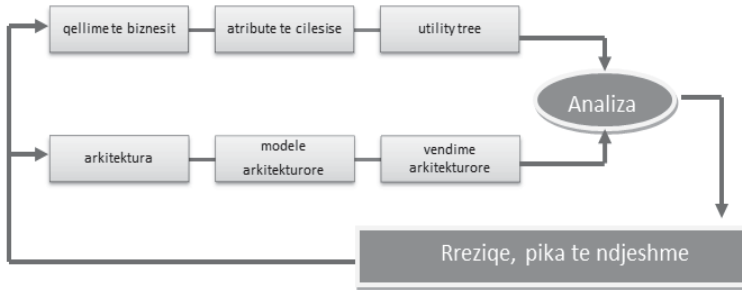 qellime te biznesit
atribute te cilesise
utility tree
Analiza
arkitektura
modele
arkitekturore
vendime
arkitekturore
Rreziqe, pika te ndjeshme